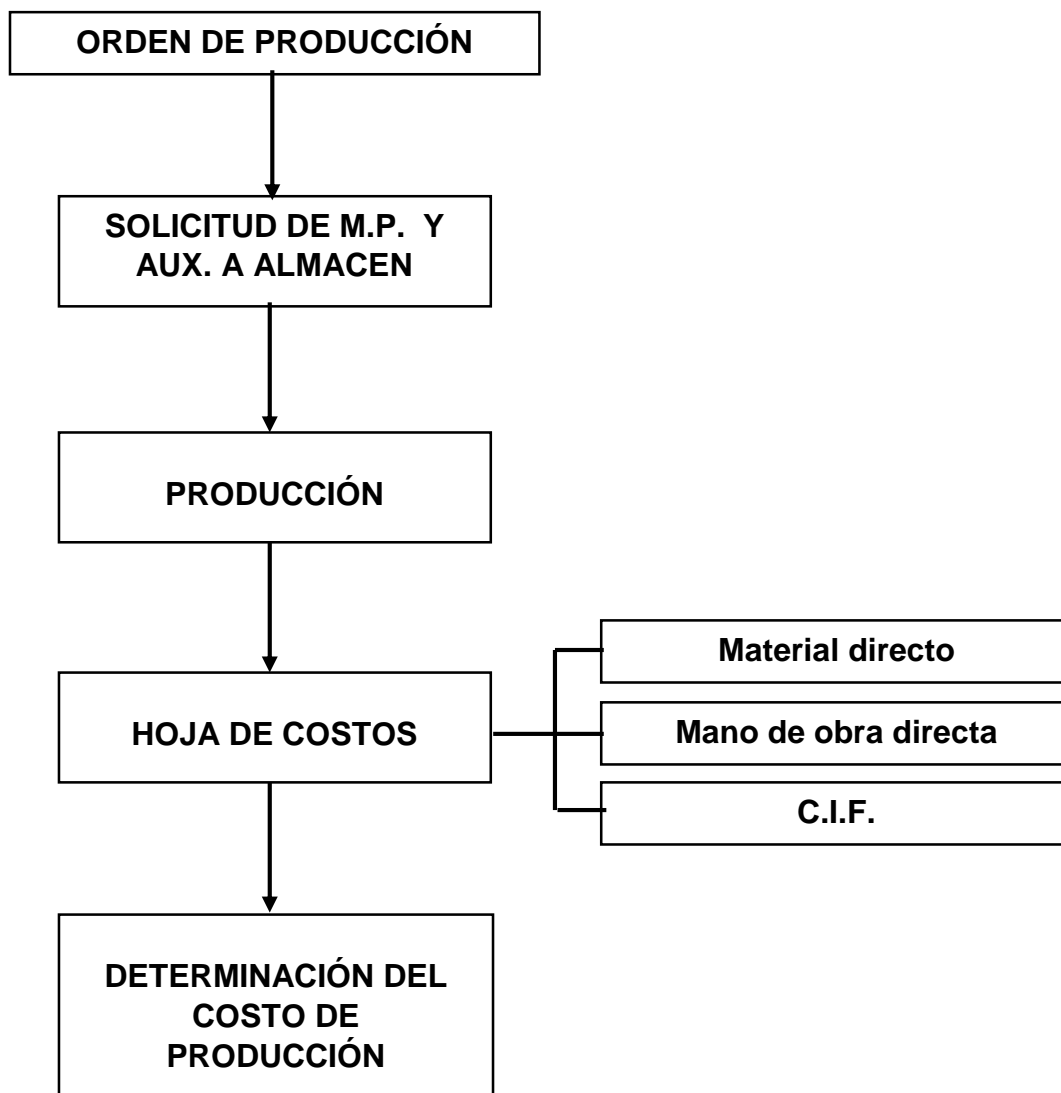 ORDEN DE PRODUCCIÓN
SOLICITUD DE M.P. Y
AUX. A ALMACEN
PRODUCCIÓN
HOJA DE COSTOS
Material directo
Mano de obra directa
C.I.F.
DETERMINACIÓN DEL
COSTO DE
PRODUCCIÓN